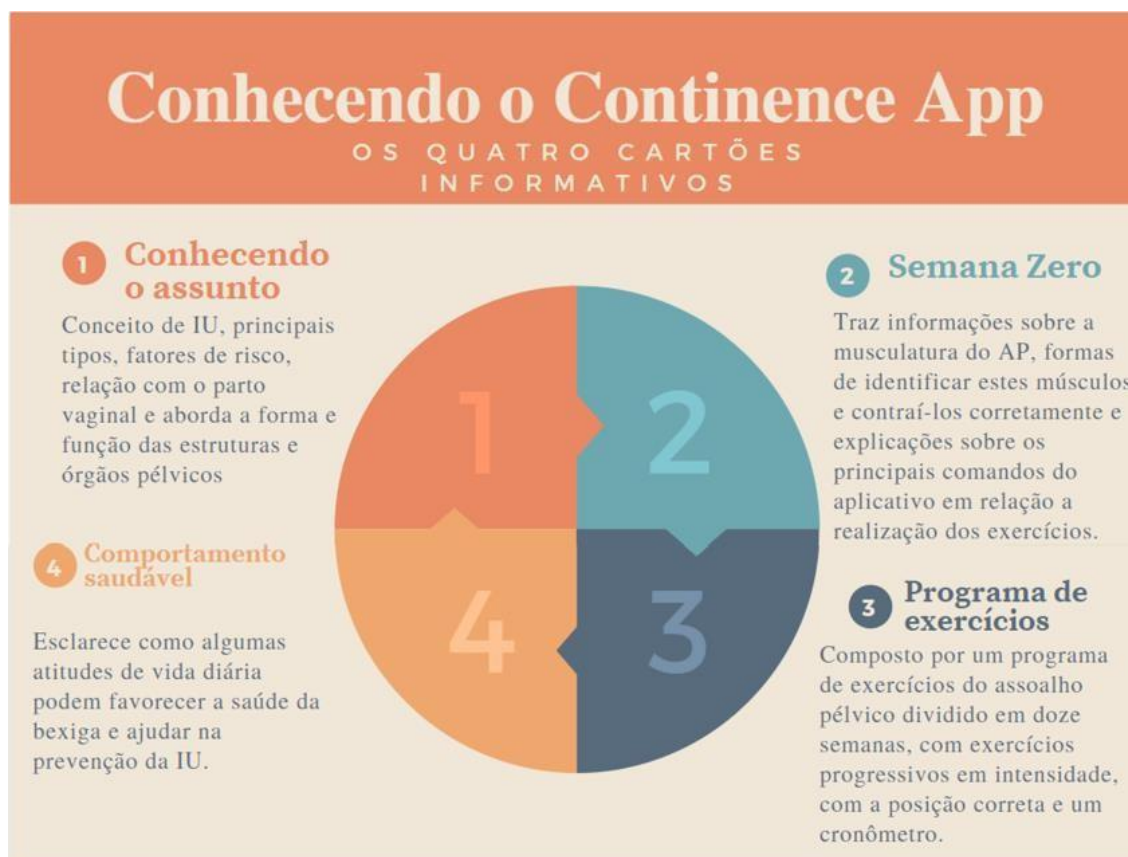 Conhecendo o Continence App
OS QUATRO CARTÕES
INFORMATIVOS
1
Conhecendo
o assunto
Conceito de IU, principais
tipos, fatores de risco,
relação com o parto
vaginal e aborda a forma e
função das estruturas e
órgãos pélvicos
2
Semana Zero
Traz informações sobre a
musculatura do AP, formas
de identificar estes músculos
e contraí-los corretamente e
explicações sobre os
principais comandos do
aplicativo em relação a
realização dos exercícios.
1
2
4
3
4
Comportamento
saudável
Esclarece como algumas
atitudes de vida diária
podem favorecer a saúde da
bexiga e ajudar na
prevenção da IU.
3
Programa de
exercícios
Composto por um programa
de exercícios do assoalho
pélvico dividido em doze
semanas, com exercícios
progressivos em intensidade,
com a posição correta e um
cronômetro.